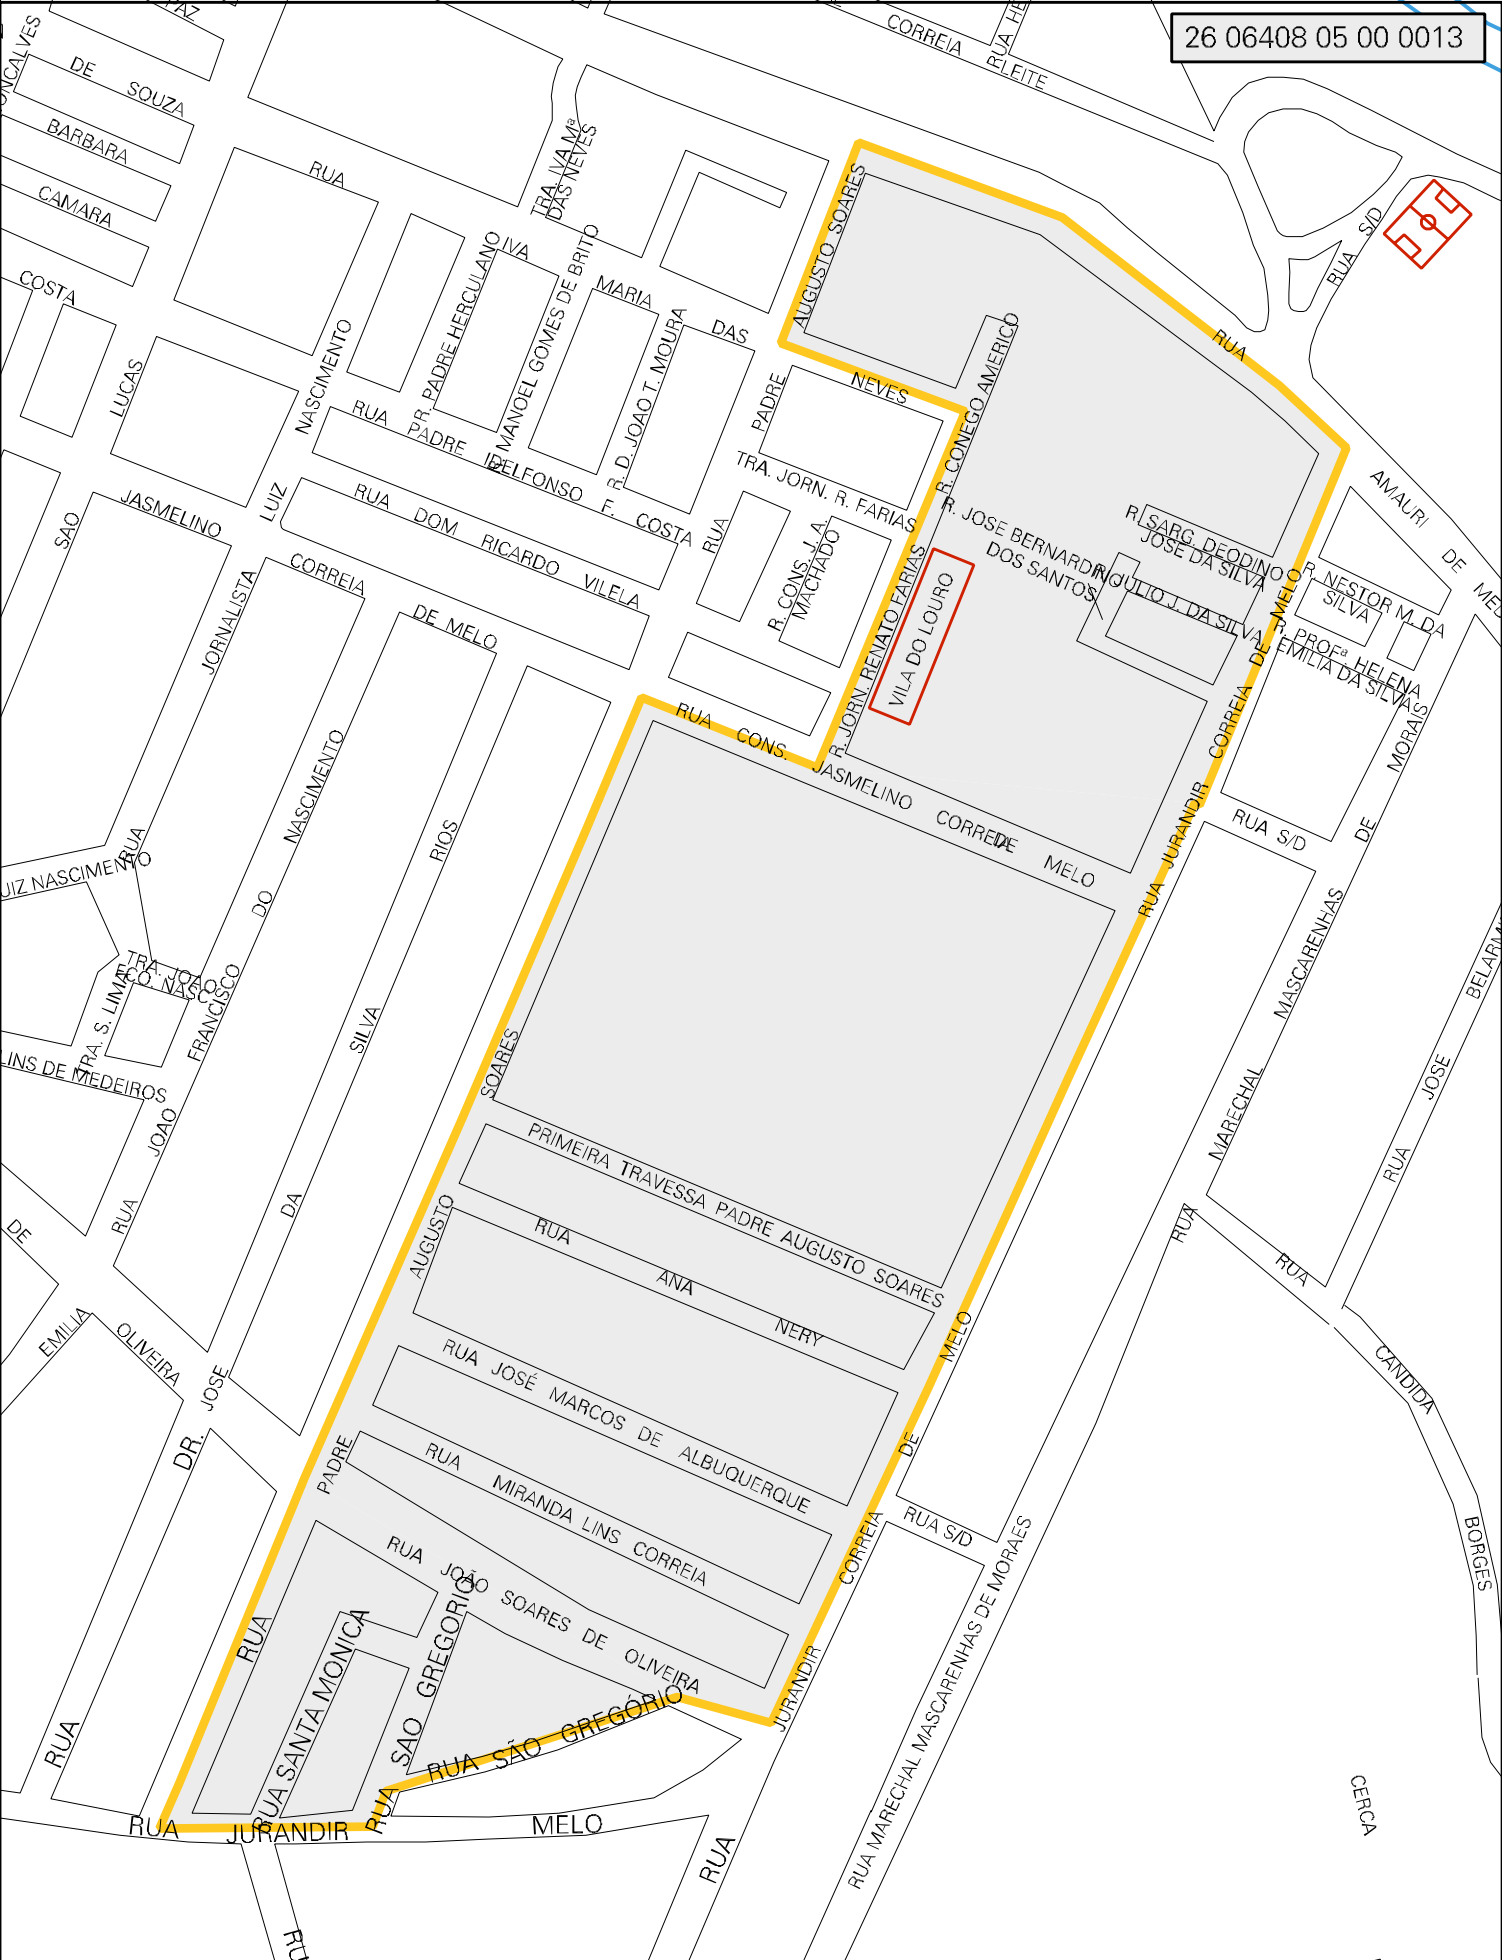 26 06408 05 00 0013
PAZ
CORREIA
LEITE
DE SOUZA
BARBARA
CAMARA
COSTA
RUA
TRA. IVA Mª
DAS NEVES
IVA MARIA DAS NEVES
R. PADRE HERCULANO
R. MANOEL GOMES DE BRITO
R. D. JOAO T. MOURA
AUGUSTO SOARES
PADRE
RUA
RUA S/D
RUA
AMAURI DE
R. CONEGO AMERICO
LUCAS
NASCIMENTO
LUIZ
RUA PADRE IDELFONSO F. COSTA
RUA DOM RICARDO VILELA
TRA. JORN. R. FARIAS
R. CONS. J. A.
MACHADO
R. JOSE BERNARDINO
DOS SANTOS
R. SARG. DEODINO
JOSE DA SILVA
R. JULIO J. DA SILVA
R. NESTOR M. DA
SILVA
R. PROFª. HELENA
EMILIA DA SILVA
R. JORN. RENATO FARIAS
VILA DO LOURO
SAO
JASMELINO
CORREIA
DE MELO
JORNALISTA
RUA
RUA CONS. JASMELINO CORREIA DE MELO
DE
RUA JURANDIR CORREIA DE MELO
RUA S/D
RUA MARECHAL MASCARENHAS DE MORAIS
UIZ NASCIMENTO
TRA. JOAO
FCO. NASC.
TRA. S. LIMA
LINS DE MEDEIROS
RUA JOAO FRANCISCO DO NASCIMENTO
RUA DR. JOSE DA SILVA RIOS
RUA PADRE AUGUSTO SOARES
RUA JOSE
PRIMEIRA TRAVESSA PADRE AUGUSTO SOARES
RUA ANA NERY
RUA JOSÉ MARCOS DE ALBUQUERQUE
RUA MIRANDA LINS CORREIA
RUA JOÃO SOARES DE OLIVEIRA
DE
EMILIA
OLIVEIRA
RUA CANDIDA BORGES
JURANDIR CORREIA DE MELO
RUA S/D
RUA MARECHAL MASCARENHAS DE MORAES
RUA SANTA MONICA
RUA SAO GREGORIO
RUA SÃO GREGÓRIO
RUA JURANDIR MELO
RUA
CERCA